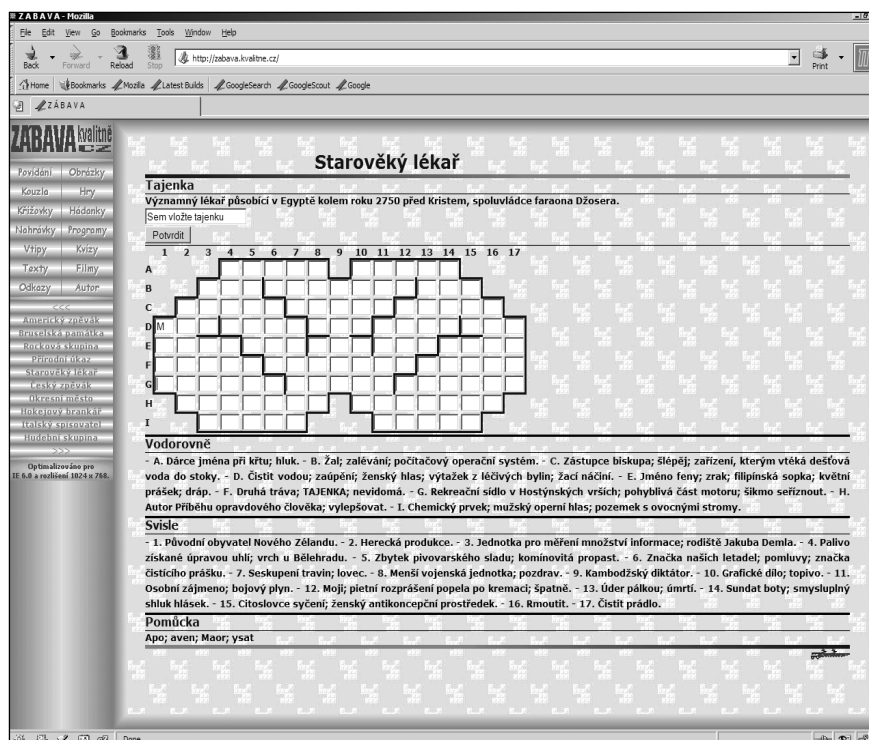 Z A B A V A - Mozilla
File Edit View Go Bookmarks Tools Window Help
Back Forward Reload Stop http://zabava.kvalitne.cz/ Print
Home Bookmarks Mozilla Latest Builds GoogleSearch GoogleScout Google
Z Á B A V A
ZÁBAVA kvalitně CZ
Povídání Obrázky
Kouzla Hry
Křížovky Hádanky
Nahrávky Programy
Vtipy Kvízy
Texty Filmy
Odkazy Autor
<<<
Americký zpěvák
Bruselská památka
Rocková skupina
Přírodní úkaz
Starověký lékař
Český zpěvák
Okresní město
Hokejový brankář
Italský spisovatel
Hudební skupina
>>>
Optimalizováno pro
IE 6.0 a rozlišení 1024 x 768.
Starověký lékař
Tajenka
Významný lékař působící v Egyptě kolem roku 2750 před Kristem, spoluvládce faraona Džosera.
Sem vložte tajenku
Potvrdit
1 2 3 4 5 6 7 8 9 10 11 12 13 14 15 16 17
A
B
C
D M
E
F
G
H
I
Vodorovně
- A. Dárce jména při křtu; hluk. - B. Žal; zalévání; počítačový operační systém. - C. Zástupce biskupa; šlépěj; zařízení, kterým vtéká dešťová
voda do stoky. - D. Čistit vodou; zaúpění; ženský hlas; výtažek z léčivých bylin; žací náčiní. - E. Jméno feny; zrak; filipínská sopka; květní
prášek; dráp. - F. Druhá tráva; TAJENKA; nevidomá. - G. Rekreační sídlo v Hostýnských vrších; pohyblivá část motoru; šikmo seříznout. - H.
Autor Příběhu opravdového člověka; vylepšovat. - I. Chemický prvek; mužský operní hlas; pozemek s ovocnými stromy.
Svisle
- 1. Původní obyvatel Nového Zélandu. - 2. Herecká produkce. - 3. Jednotka pro měření množství informace; rodiště Jakuba Demla. - 4. Palivo
získané úpravou uhlí; vrch u Bělehradu. - 5. Zbytek pivovarského sladu; komínovitá propast. - 6. Značka našich letadel; pomluvy; značka
čistícího prášku. - 7. Seskupení travin; lovec. - 8. Menší vojenská jednotka; pozdrav. - 9. Kambodžský diktátor. - 10. Grafické dílo; topivo. - 11.
Osobní zájmeno; bojový plyn. - 12. Moji; pietní rozprášení popela po kremaci; špatně. - 13. Úder pálkou; úmrtí. - 14. Sundat boty; smysluplný
shluk hlásek. - 15. Citoslovce syčení; ženský antikoncepční prostředek. - 16. Rmoutit. - 17. Čistit prádlo.
Pomůcka
Apo; aven; Maor; ysat
Done